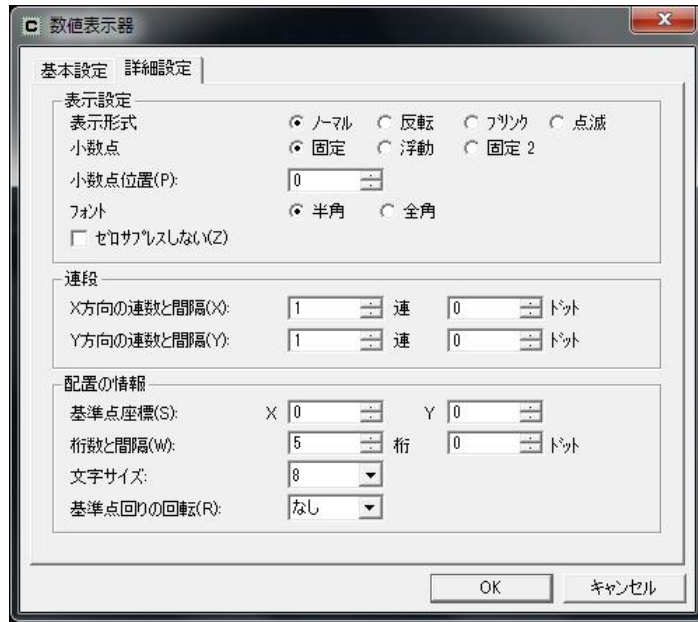 C 数値表示器
基本設定 詳細設定
表示設定
表示形式 ノーマル 反転 ブリンク 点滅
小数点 固定 浮動 固定 2
小数点位置(P): 0
フォント 半角 全角
ゼロサプレスしない(Z)
連段
X方向の連数と間隔(X): 1 連 0 ドット
Y方向の連数と間隔(Y): 1 連 0 ドット
配置の情報
基準点座標(S): X 0 Y 0
桁数と間隔(W): 5 桁 0 ドット
文字サイズ: 8
基準点回りの回転(R): なし
OK キャンセル